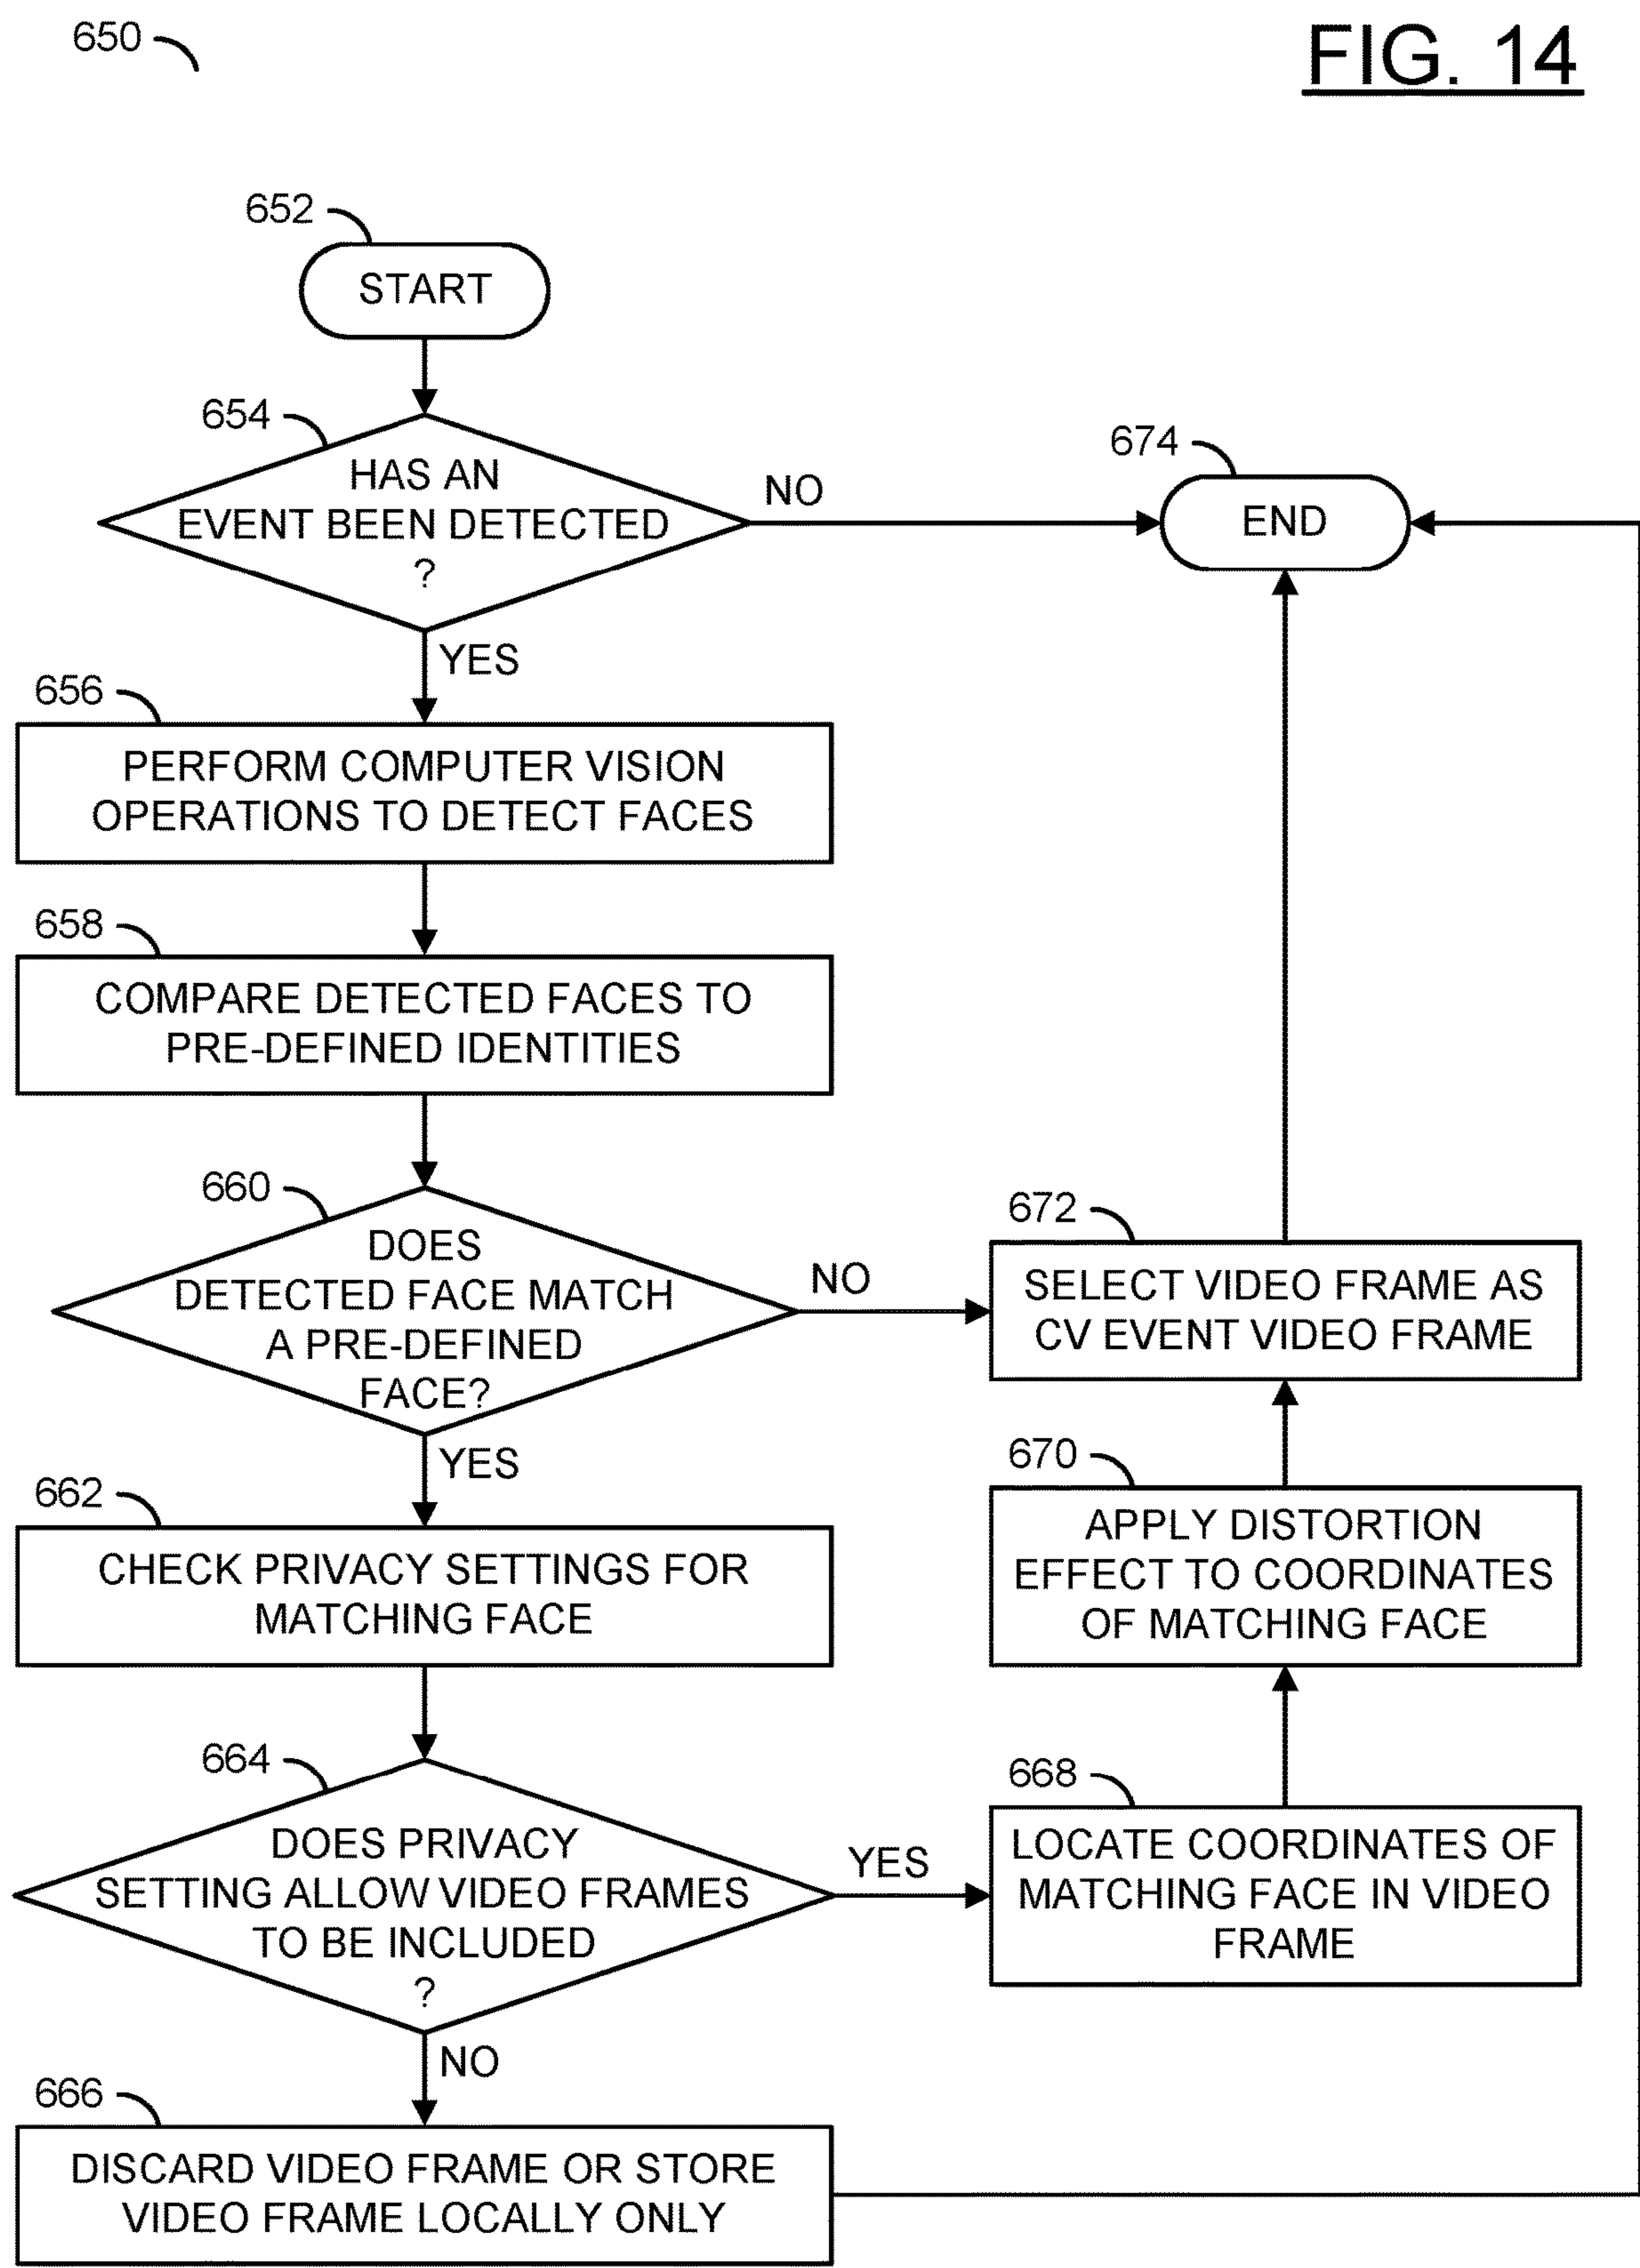 650
FIG. 14
652
START
654
HAS AN
EVENT BEEN DETECTED
?
NO
674
END
YES
656
PERFORM COMPUTER VISION
OPERATIONS TO DETECT FACES
658
COMPARE DETECTED FACES TO
PRE-DEFINED IDENTITIES
660
DOES
DETECTED FACE MATCH
A PRE-DEFINED
FACE?
NO
672
SELECT VIDEO FRAME AS
CV EVENT VIDEO FRAME
YES
662
CHECK PRIVACY SETTINGS FOR
MATCHING FACE
670
APPLY DISTORTION
EFFECT TO COORDINATES
OF MATCHING FACE
664
DOES PRIVACY
SETTING ALLOW VIDEO FRAMES
TO BE INCLUDED
?
YES
668
LOCATE COORDINATES OF
MATCHING FACE IN VIDEO
FRAME
NO
666
DISCARD VIDEO FRAME OR STORE
VIDEO FRAME LOCALLY ONLY